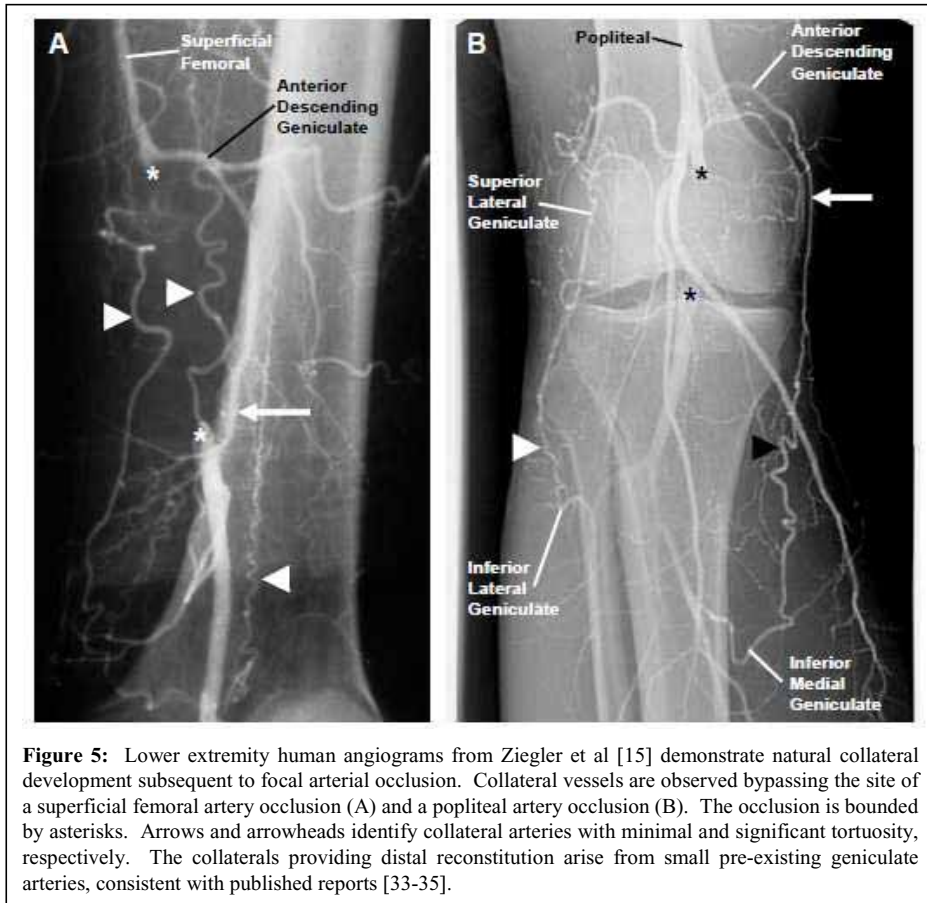 A
Superficial
Femoral
Anterior
Descending
Geniculate
*
*
B
Popliteal
Anterior
Descending
Geniculate
*
Superior
Lateral
Geniculate
*
Inferior
Lateral
Geniculate
Inferior
Medial
Geniculate
Figure 5: Lower extremity human angiograms from Ziegler et al [15] demonstrate natural collateral
development subsequent to focal arterial occlusion. Collateral vessels are observed bypassing the site of
a superficial femoral artery occlusion (A) and a popliteal artery occlusion (B). The occlusion is bounded
by asterisks. Arrows and arrowheads identify collateral arteries with minimal and significant tortuosity,
respectively. The collaterals providing distal reconstitution arise from small pre-existing geniculate
arteries, consistent with published reports [33-35].